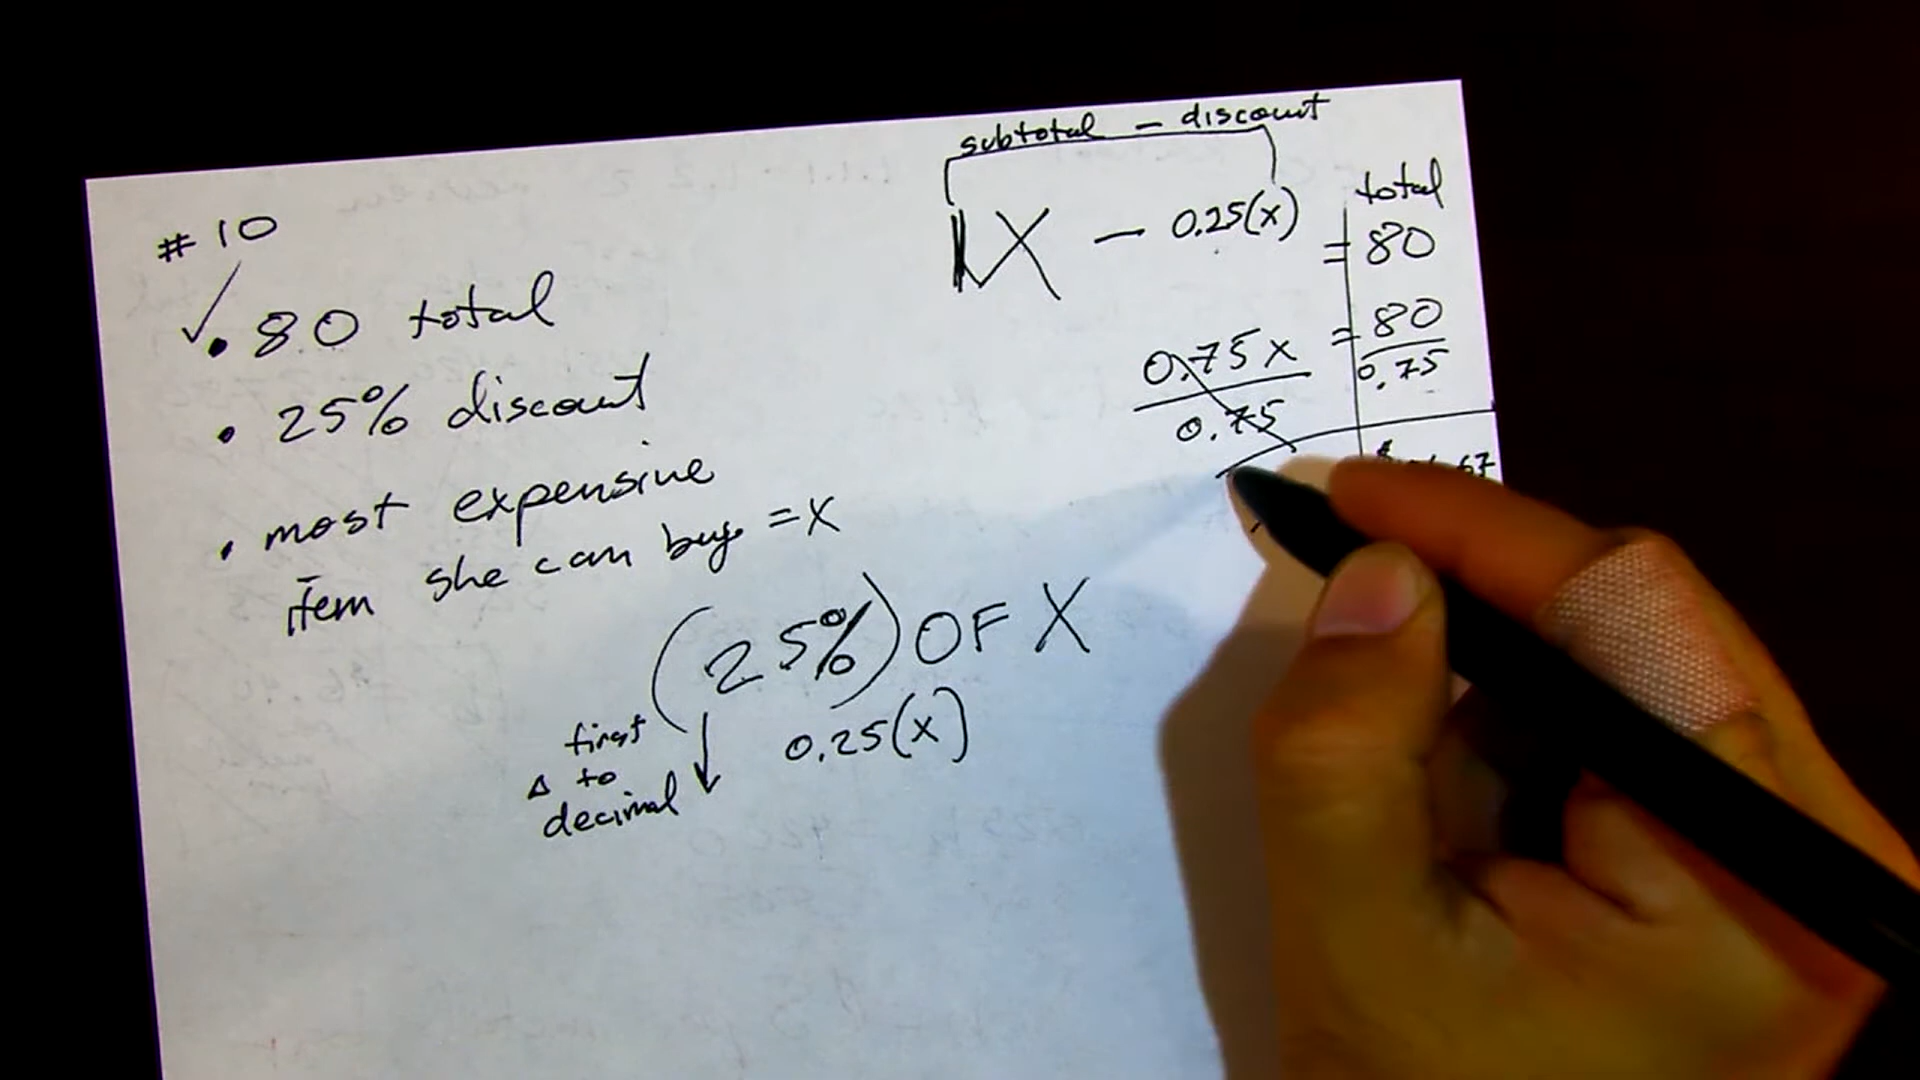 # 10
• 80 total
• 25% discount
• most expensive
item she can buy = X
(25%) OF X
first
Δ to
decimal
0.25(x)
subtotal - discount
total
1X - 0.25(x) = 80
0.75x = 80
0.75 0.75